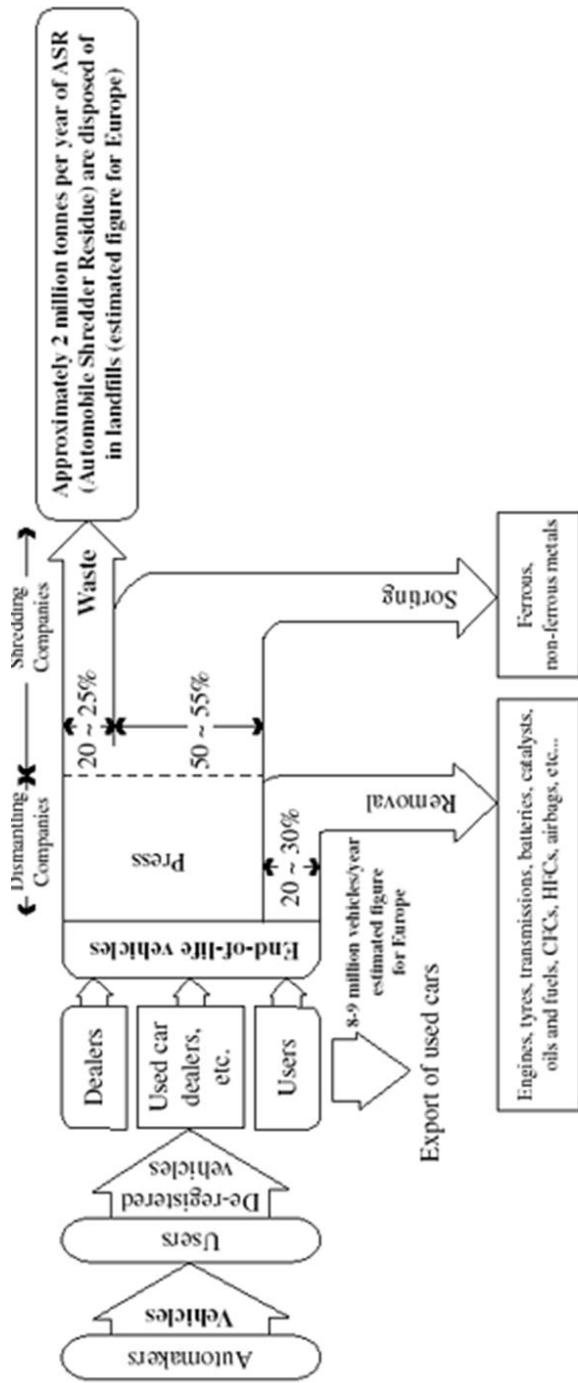 Automakers
Vehicles
Users
De-registered
vehicles
Dealers
Used car
dealers,
etc.
Users
End-of-life vehicles
8-9 million vehicles/year
estimated figure
for Europe
Export of used cars
Dismantling
Companies
Shredding
Companies
Press
20 ~ 25%
50 ~ 55%
20 ~ 30%
Waste
Sorting
Removal
Approximately 2 million tonnes per year of ASR
(Automobile Shredder Residue) are disposed of
in landfills (estimated figure for Europe)
Engines, tyres, transmissions, batteries, catalysts,
oils and fuels, CFCs, HFCs, airbags, etc...
Ferrous,
non-ferrous metals